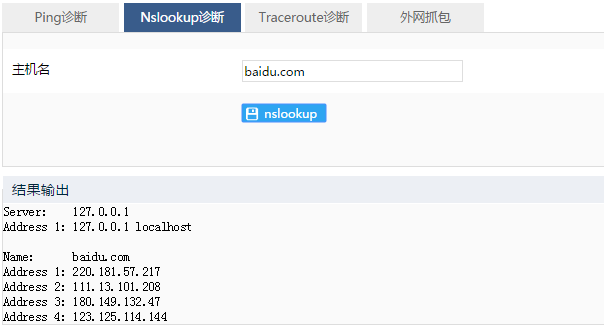 Ping诊断 Nslookup诊断 Traceroute诊断 外网抓包
主机名 baidu.com
nslookup
结果输出
Server: 127.0.0.1
Address 1: 127.0.0.1 localhost
Name: baidu.com
Address 1: 220.181.57.217
Address 2: 111.13.101.208
Address 3: 180.149.132.47
Address 4: 123.125.114.144